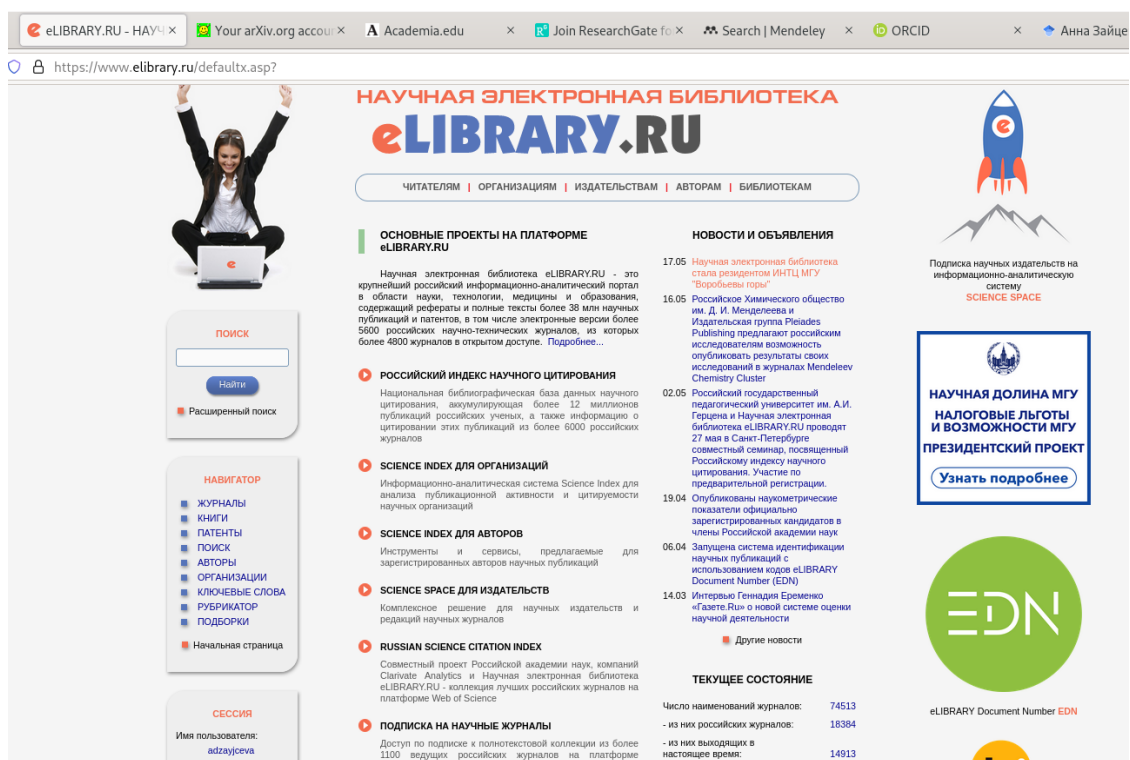 eLIBRARY.RU - НАУЧ
Your arXiv.org accou
Academia.edu
Join ResearchGate fo
Search | Mendeley
ORCID
Анна Зайце
https://www.elibrary.ru/defaultx.asp?
НАУЧНАЯ ЭЛЕКТРОННАЯ БИБЛИОТЕКА
eLIBRARY.RU
ЧИТАТЕЛЯМ | ОРГАНИЗАЦИЯМ | ИЗДАТЕЛЬСТВАМ | АВТОРАМ | БИБЛИОТЕКАМ
ПОИСК
Найти
Расширенный поиск
НАВИГАТОР
ЖУРНАЛЫ
КНИГИ
ПАТЕНТЫ
ПОИСК
АВТОРЫ
ОРГАНИЗАЦИИ
КЛЮЧЕВЫЕ СЛОВА
РУБРИКАТОР
ПОДБОРКИ
Начальная страница
СЕССИЯ
Имя пользователя:
adzayjceva
ОСНОВНЫЕ ПРОЕКТЫ НА ПЛАТФОРМЕ
eLIBRARY.RU
Научная электронная библиотека eLIBRARY.RU - это
крупнейший российский информационно-аналитический портал
в области науки, технологии, медицины и образования,
содержащий рефераты и полные тексты более 38 млн научных
публикаций и патентов, в том числе электронные версии более
5600 российских научно-технических журналов, из которых
более 4800 журналов в открытом доступе. Подробнее...
РОССИЙСКИЙ ИНДЕКС НАУЧНОГО ЦИТИРОВАНИЯ
Национальная библиографическая база данных научного
цитирования, аккумулирующая более 12 миллионов
публикаций российских ученых, а также информацию о
цитировании этих публикаций из более 6000 российских
журналов
SCIENCE INDEX ДЛЯ ОРГАНИЗАЦИЙ
Информационно-аналитическая система Science Index для
анализа публикационной активности и цитируемости
научных организаций
SCIENCE INDEX ДЛЯ АВТОРОВ
Инструменты и сервисы, предлагаемые для
зарегистрированных авторов научных публикаций
SCIENCE SPACE ДЛЯ ИЗДАТЕЛЬСТВ
Комплексное решение для научных издательств и
редакций научных журналов
RUSSIAN SCIENCE CITATION INDEX
Совместный проект Российской академии наук, компаний
Clarivate Analytics и Научная электронная библиотека
eLIBRARY.RU - коллекция лучших российских журналов на
платформе Web of Science
ПОДПИСКА НА НАУЧНЫЕ ЖУРНАЛЫ
Доступ по подписке к полнотекстовой коллекции из более
1100 ведущих российских журналов на платформе
НОВОСТИ И ОБЪЯВЛЕНИЯ
17.05 Научная электронная библиотека
стала резидентом ИНТЦ МГУ
"Воробьевы горы"
16.05 Российское Химического общество
им. Д. И. Менделеева и
Издательская группа Pleiades
Publishing предлагают российским
исследователям возможность
опубликовать результаты своих
исследований в журналах Mendeleev
Chemistry Cluster
02.05 Российский государственный
педагогический университет им. А.И.
Герцена и Научная электронная
библиотека eLIBRARY.RU проводят
27 мая в Санкт-Петербурге
совместный семинар, посвященный
Российскому индексу научного
цитирования. Участие по
предварительной регистрации.
19.04 Опубликованы наукометрические
показатели официально
зарегистрированных кандидатов в
члены Российской академии наук
06.04 Запущена система идентификации
научных публикаций с
использованием кодов eLIBRARY
Document Number (EDN)
14.03 Интервью Геннадия Еременко
«Газете.Ru» о новой системе оценки
научной деятельности
Другие новости
ТЕКУЩЕЕ СОСТОЯНИЕ
Число наименований журналов: 74513
- из них российских журналов: 18384
- из них выходящих в
настоящее время: 14913
Подписка научных издательств на
информационно-аналитическую
систему
SCIENCE SPACE
НАУЧНАЯ ДОЛИНА МГУ
НАЛОГОВЫЕ ЛЬГОТЫ
И ВОЗМОЖНОСТИ МГУ
ПРЕЗИДЕНТСКИЙ ПРОЕКТ
Узнать подробнее
EDN
eLIBRARY Document Number EDN